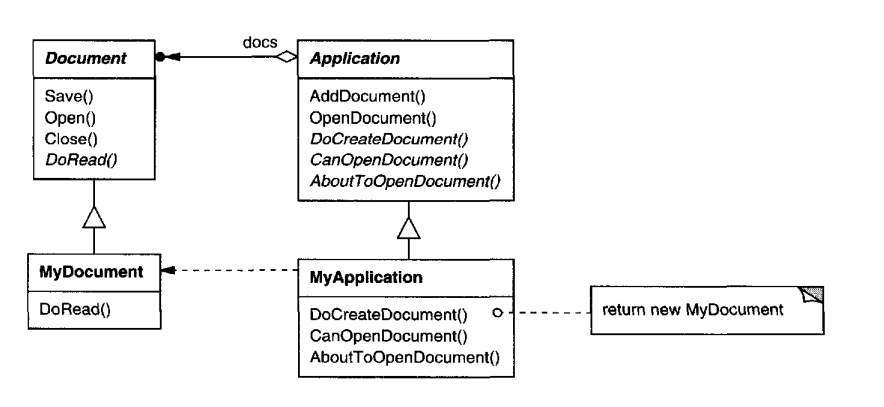 docs
Document
Save()
Open()
Close()
DoRead()
Application
AddDocument()
OpenDocument()
DoCreateDocument()
CanOpenDocument()
AboutToOpenDocument()
MyDocument
DoRead()
MyApplication
DoCreateDocument()
CanOpenDocument()
AboutToOpenDocument()
return new MyDocument